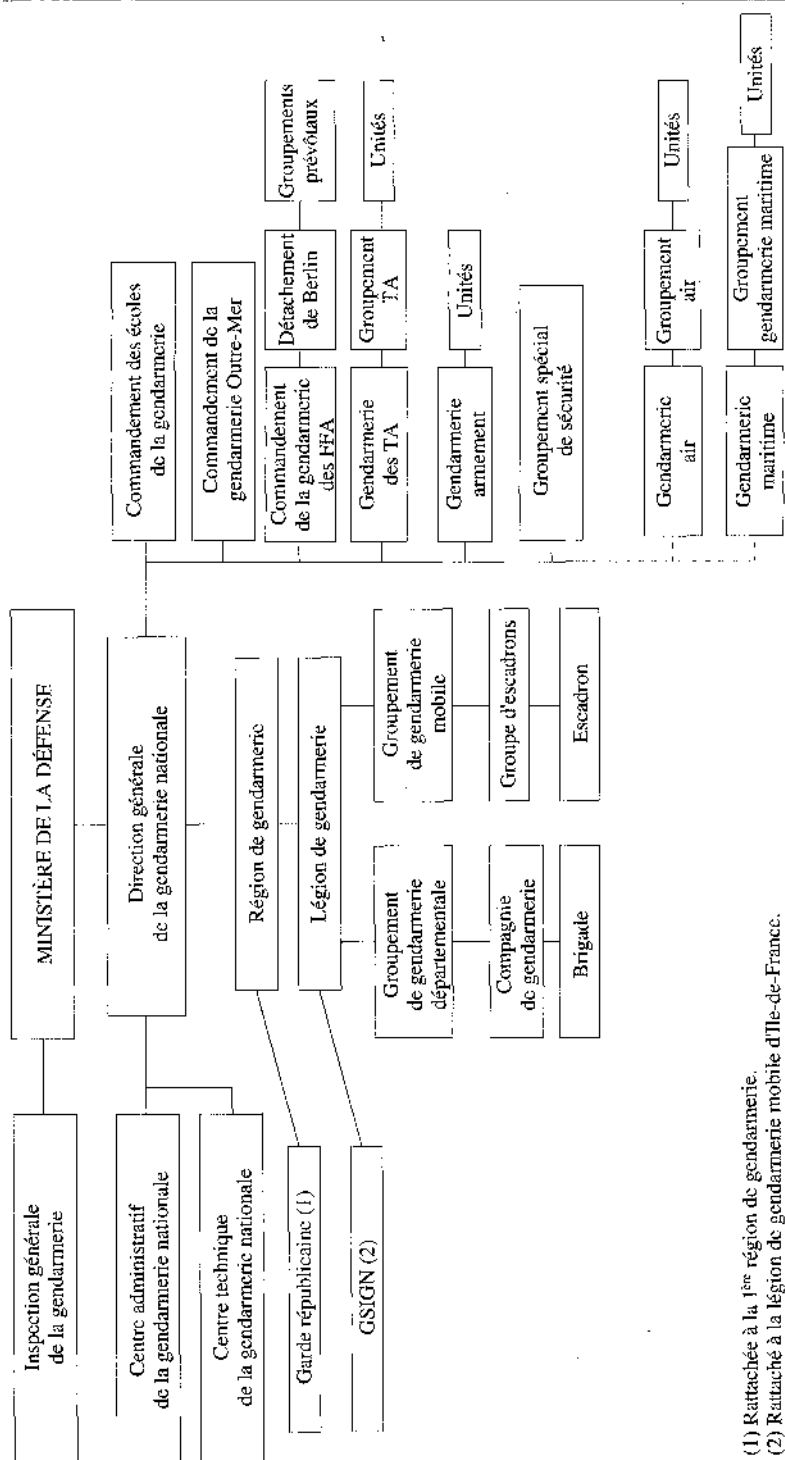 MINISTÈRE DE LA DÉFENSE
Inspection générale
de la gendarmerie
Direction générale
de la gendarmerie nationale
Centre administratif
de la gendarmerie nationale
Centre technique
de la gendarmerie nationale
Garde républicaine (1)
GSIGN (2)
Région de gendarmerie
Légion de gendarmerie
Groupement
de gendarmerie
départementale
Compagnie
de gendarmerie
Brigade
Groupement
de gendarmerie
mobile
Groupe d'escadrons
Escadron
Commandement des écoles
de la gendarmerie
Commandement de la
gendarmerie Outre-Mer
Commandement
de la gendarmerie
des FFA
Détachement
de Berlin
Groupements
prévôtaux
Gendarmerie
des TA
Groupement
TA
Unités
Gendarmerie
armement
Unités
Groupement spécial
de sécurité
Gendarmerie
air
Groupement
air
Unités
Gendarmerie
maritime
Groupement
gendarmerie maritime
Unités
(1) Rattachée à la 1ère région de gendarmerie.
(2) Rattaché à la légion de gendarmerie mobile d'Ile-de-France.